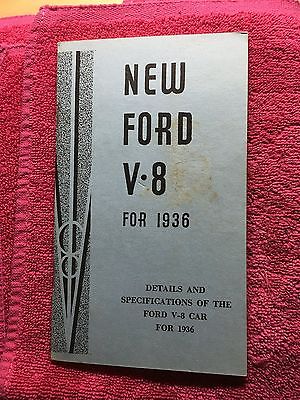 NEW
FORD
V•8
FOR 1936
DETAILS AND
SPECIFICATIONS OF THE
FORD V-8 CAR
FOR 1936